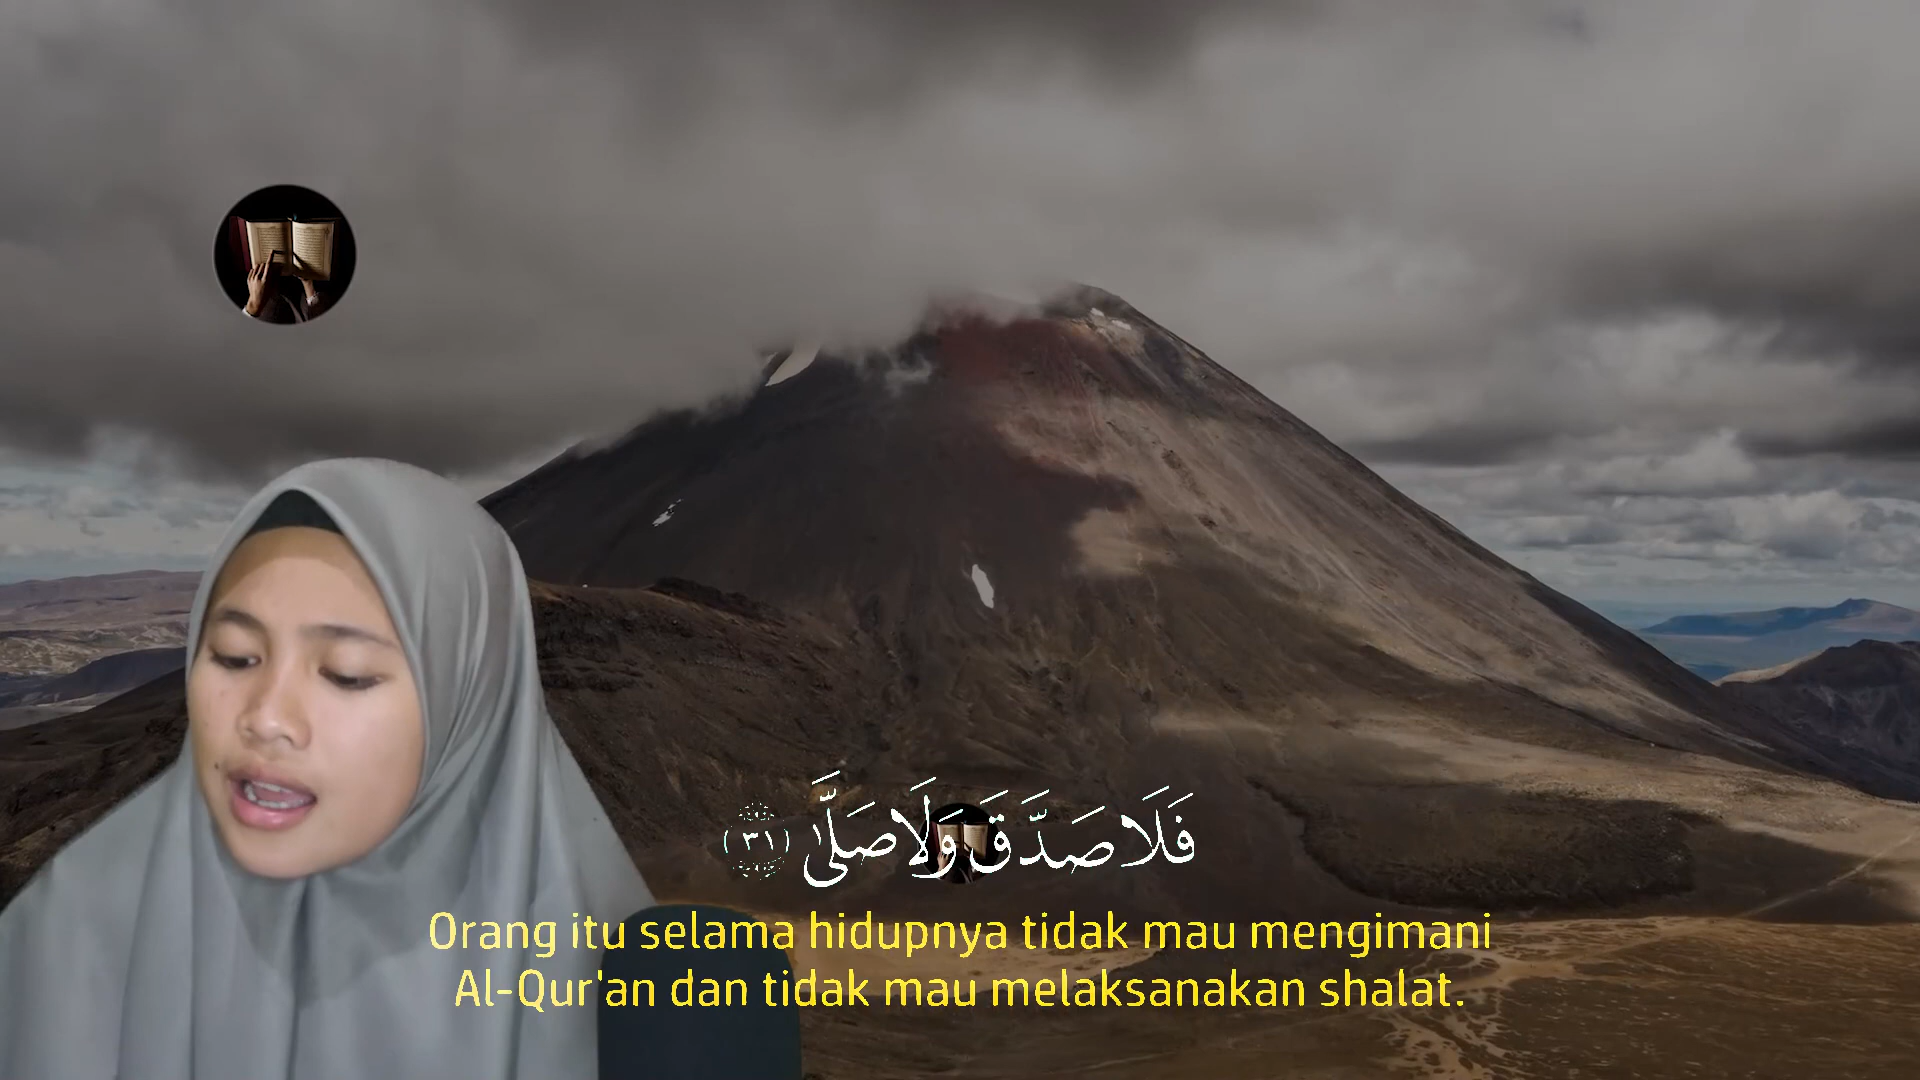 فَلَا صَدَّقَ وَلَا صَلَّىٰ ﴿٣١﴾
Orang itu selama hidupnya tidak mau mengimani
Al-Qur'an dan tidak mau melaksanakan shalat.